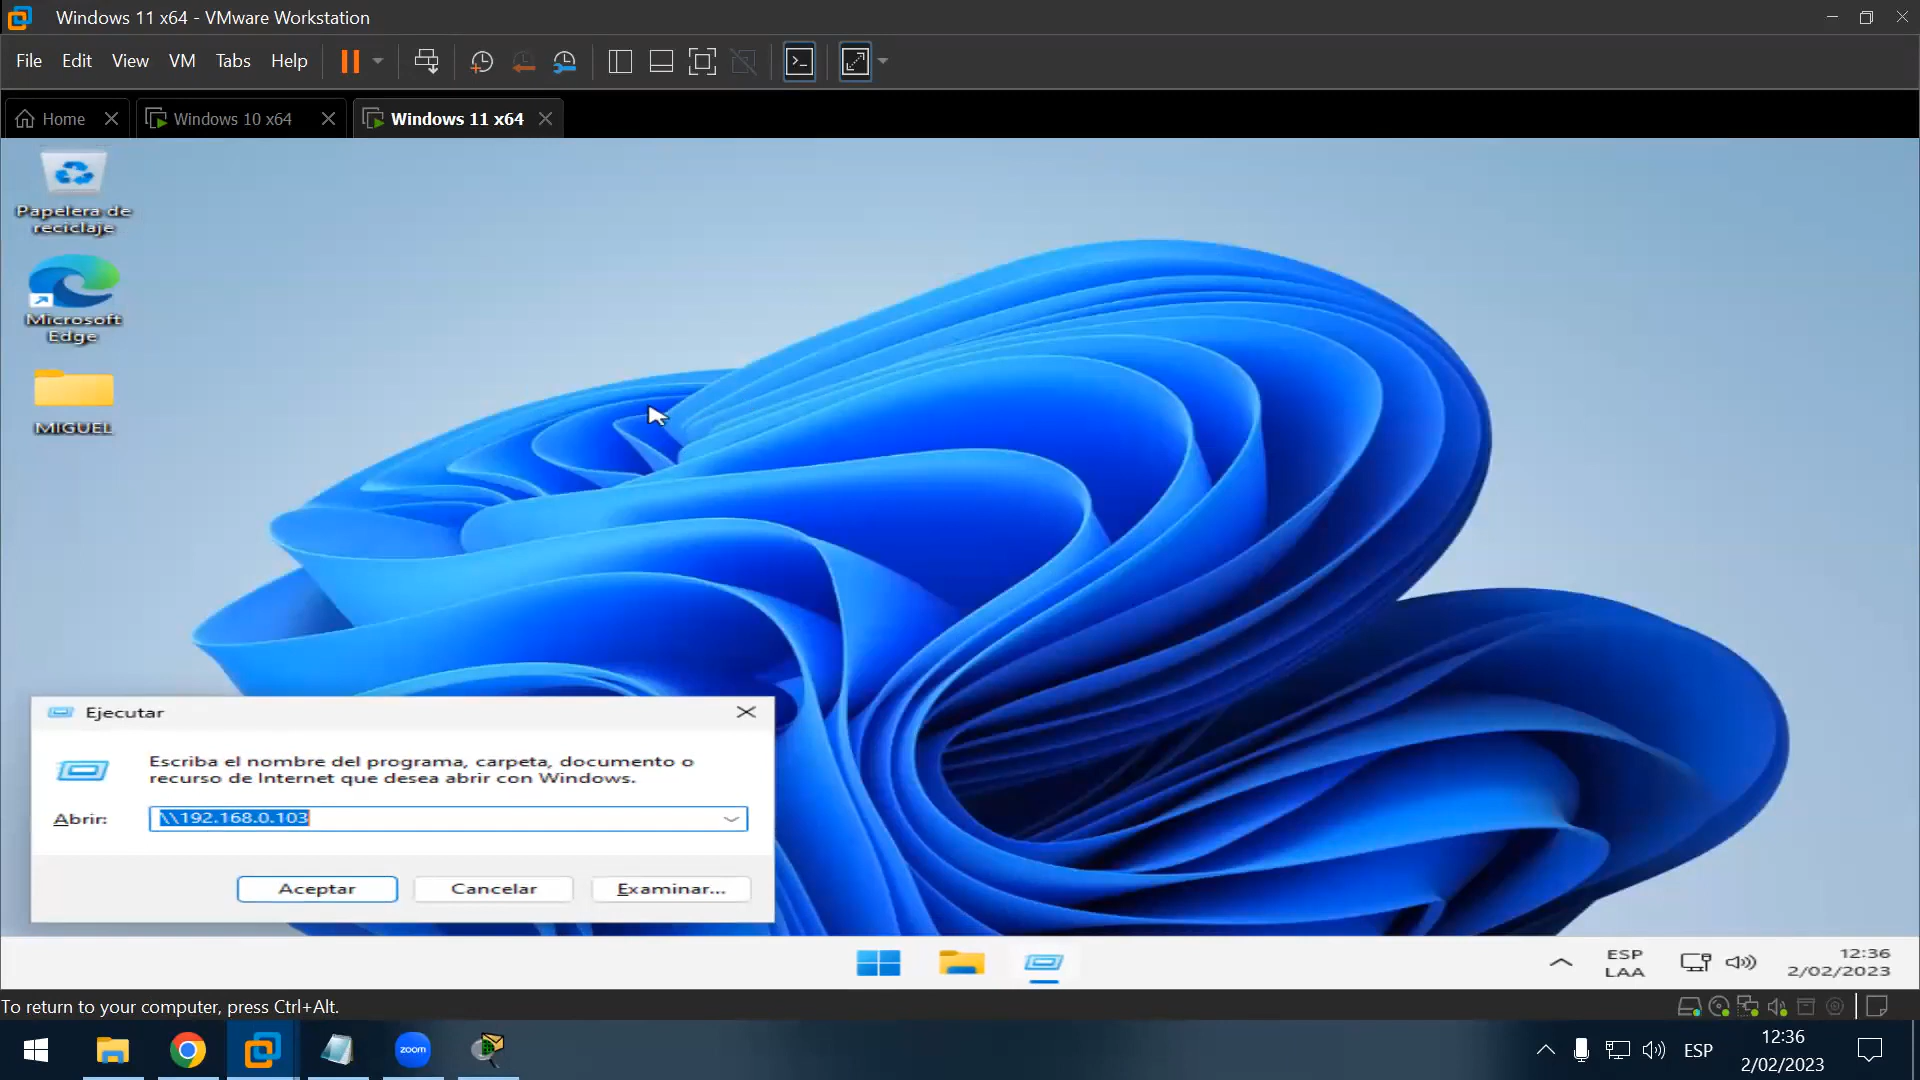 Windows 11 x64 - VMware Workstation
File Edit View VM Tabs Help
Home Windows 10 x64 Windows 11 x64
Papelera de
reciclaje
Microsoft
Edge
MIGUEL
Ejecutar
Escriba el nombre del programa, carpeta, documento o
recurso de Internet que desea abrir con Windows.
Abrir: \\192.168.0.103
Aceptar Cancelar Examinar...
ESP
LAA
12:36
2/02/2023
To return to your computer, press Ctrl+Alt.
zoom
ESP
12:36
2/02/2023